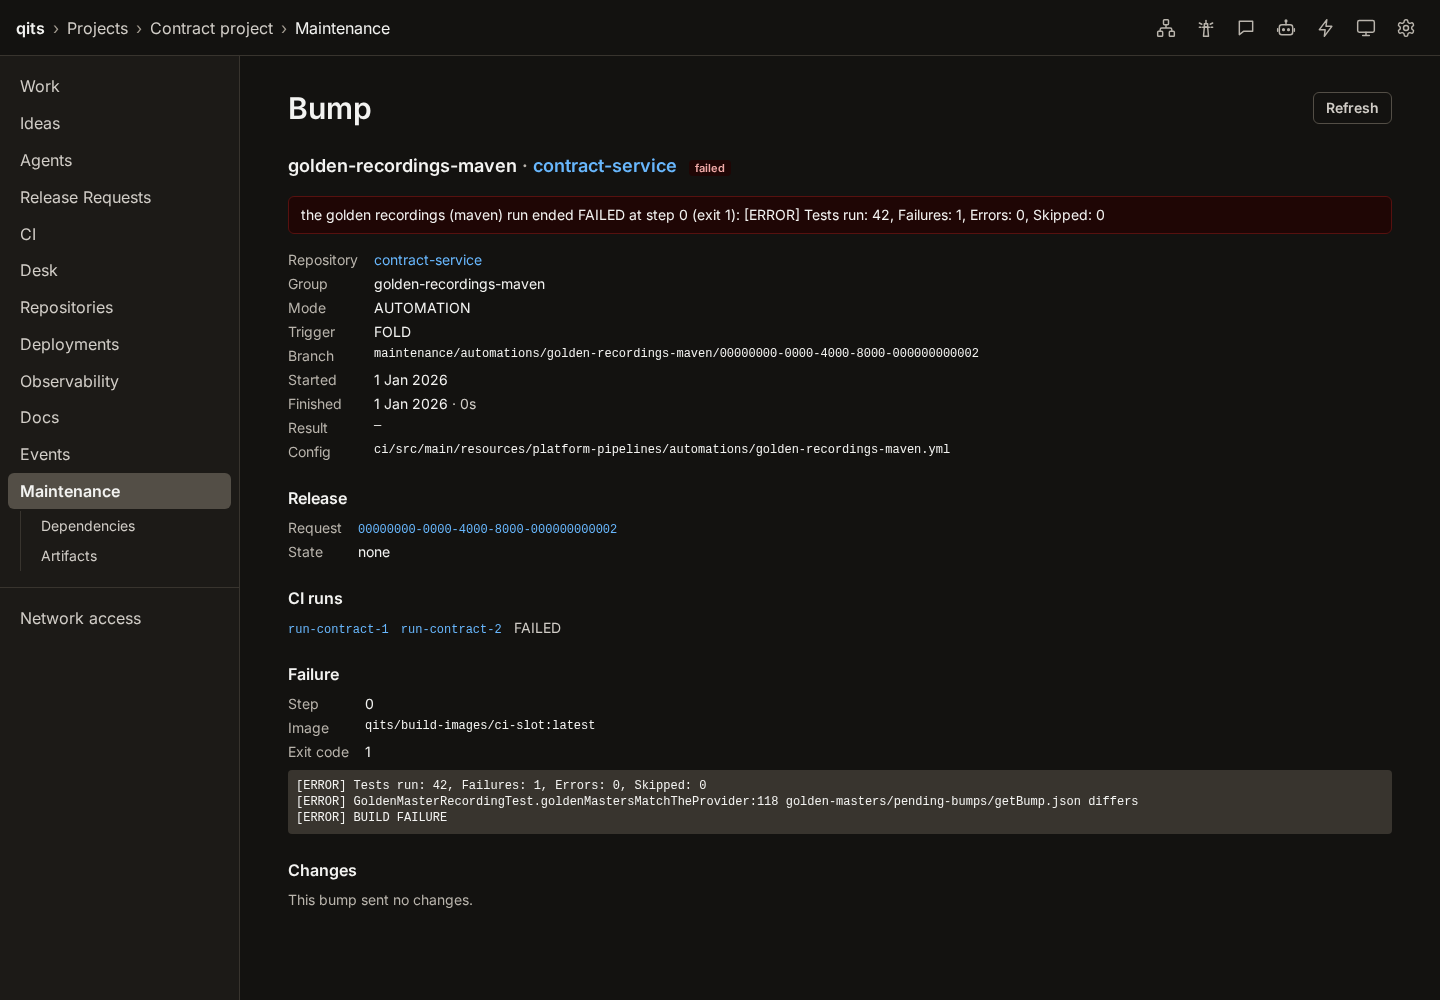 qits › Projects › Contract project › Maintenance
Work
Ideas
Agents
Release Requests
CI
Desk
Repositories
Deployments
Observability
Docs
Events
Maintenance
Dependencies
Artifacts
Network access
Bump
Refresh
golden-recordings-maven · contract-service failed
the golden recordings (maven) run ended FAILED at step 0 (exit 1): [ERROR] Tests run: 42, Failures: 1, Errors: 0, Skipped: 0
Repository contract-service
Group golden-recordings-maven
Mode AUTOMATION
Trigger FOLD
Branch maintenance/automations/golden-recordings-maven/00000000-0000-4000-8000-000000000002
Started 1 Jan 2026
Finished 1 Jan 2026 · 0s
Result —
Config ci/src/main/resources/platform-pipelines/automations/golden-recordings-maven.yml
Release
Request 00000000-0000-4000-8000-000000000002
State none
CI runs
run-contract-1 run-contract-2 FAILED
Failure
Step 0
Image qits/build-images/ci-slot:latest
Exit code 1
[ERROR] Tests run: 42, Failures: 1, Errors: 0, Skipped: 0
[ERROR] GoldenMasterRecordingTest.goldenMastersMatchTheProvider:118 golden-masters/pending-bumps/getBump.json differs
[ERROR] BUILD FAILURE
Changes
This bump sent no changes.